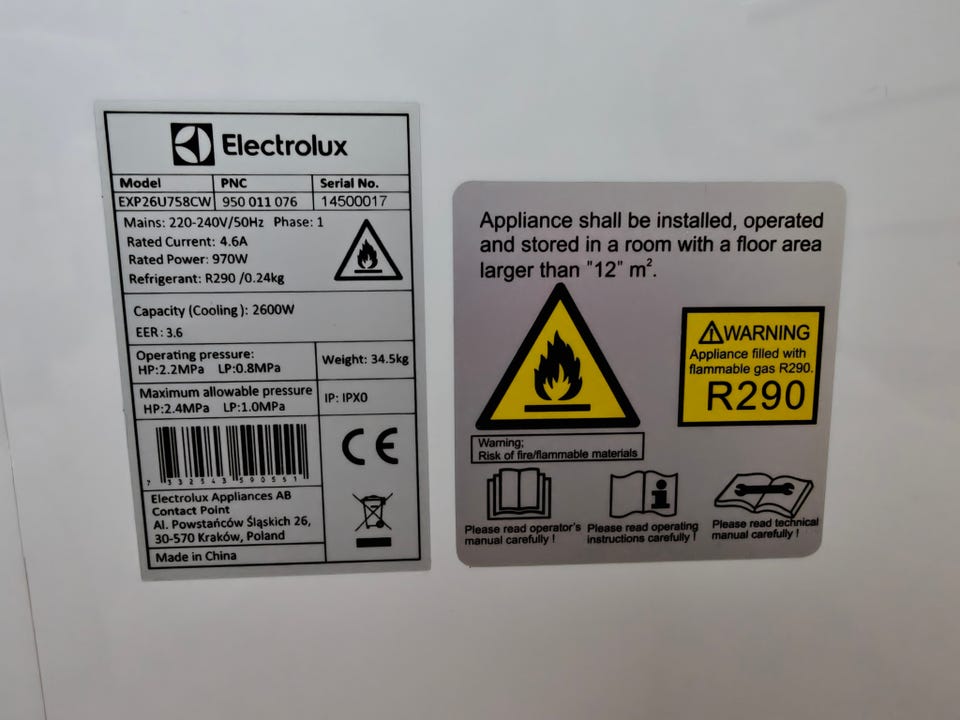 Electrolux
Model PNC Serial No.
EXP26U758CW 950 011 076 14500017
Mains: 220-240V/50Hz Phase: 1
Rated Current: 4.6A
Rated Power: 970W
Refrigerant: R290 /0.24kg
Capacity (Cooling): 2600W
EER: 3.6
Operating pressure:
HP:2.2MPa LP:0.8MPa
Weight: 34.5kg
Maximum allowable pressure
HP:2.4MPa LP:1.0MPa
IP: IPX0
CE
7 332543 590551
Electrolux Appliances AB
Contact Point
Al. Powstańców Śląskich 26,
30-570 Kraków, Poland
Made in China
Appliance shall be installed, operated
and stored in a room with a floor area
larger than "12" m².
WARNING
Appliance filled with
flammable gas R290.
R290
Warning;
Risk of fire/flammable materials
Please read operator's
manual carefully !
Please read operating
instructions carefully !
Please read technical
manual carefully !